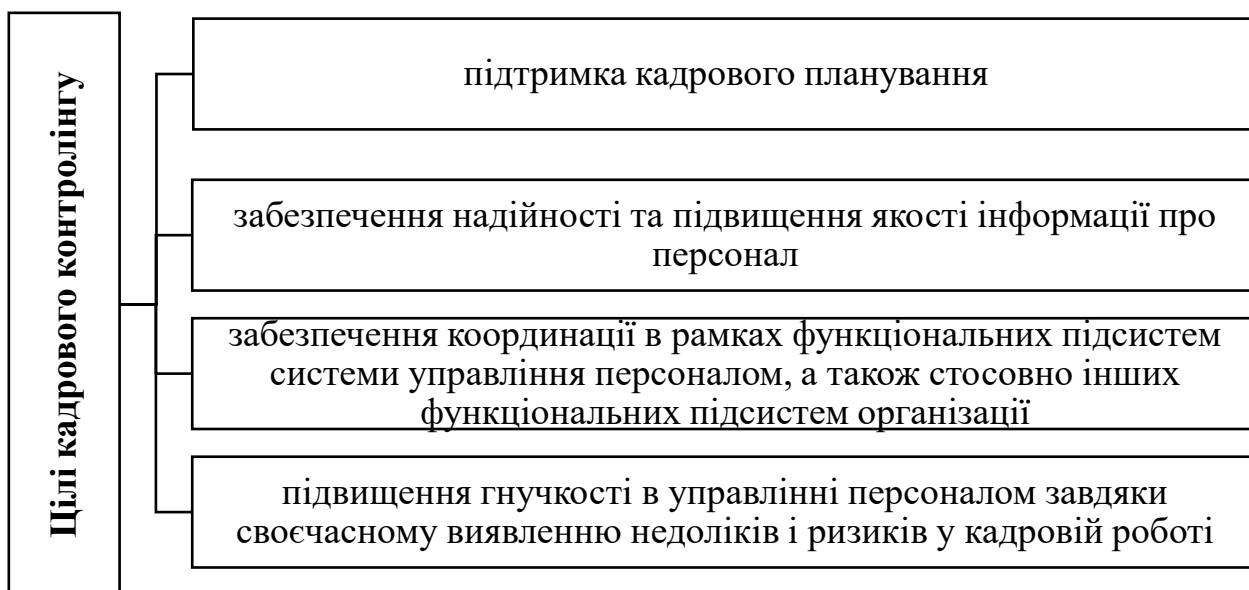 Цілі кадрового контролінгу
підтримка кадрового планування
забезпечення надійності та підвищення якості інформації про
персонал
забезпечення координації в рамках функціональних підсистем
системи управління персоналом, а також стосовно інших
функціональних підсистем організації
підвищення гнучкості в управлінні персоналом завдяки
своєчасному виявленню недоліків і ризиків у кадровій роботі